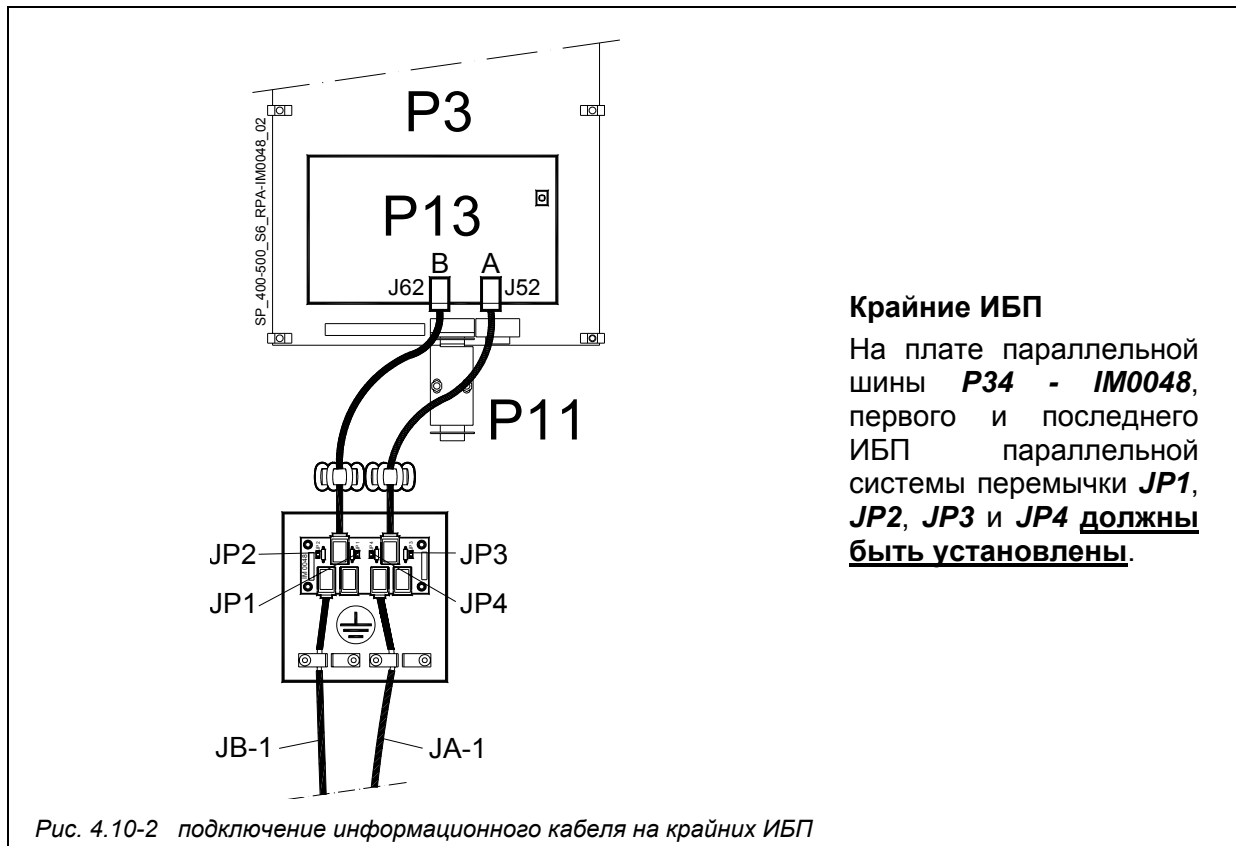 P3
SP_400-500_S6_RPA-IM0048_02
P13
B A
J62 J52
P11
JP2 JP3
JP1 JP4
IM 0048
JB-1 JA-1
Крайние ИБП
На плате параллельной
шины P34 - IM0048,
первого и последнего
ИБП параллельной
системы перемычки JP1,
JP2, JP3 и JP4 должны
быть установлены.
Рис. 4.10-2 подключение информационного кабеля на крайних ИБП